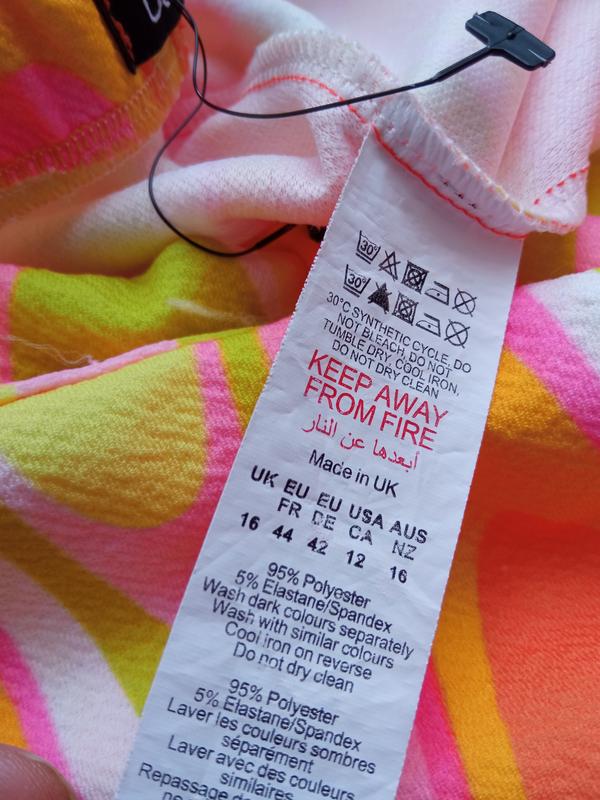 30°
30°
30°C SYNTHETIC CYCLE, DO
NOT BLEACH, DO NOT
TUMBLE DRY, COOL IRON,
DO NOT DRY CLEAN
KEEP AWAY
FROM FIRE
أبعدها عن النار
Made in UK
UK EU EU USA AUS
FR DE CA NZ
16 44 42 12 16
95% Polyester
5% Elastane/Spandex
Wash dark colours separately
Wash with similar colours
Cool iron on reverse
Do not dry clean
95% Polyester
5% Elastane/Spandex
Laver les couleurs sombres
séparément
Laver avec des couleurs
similaires
Repassage